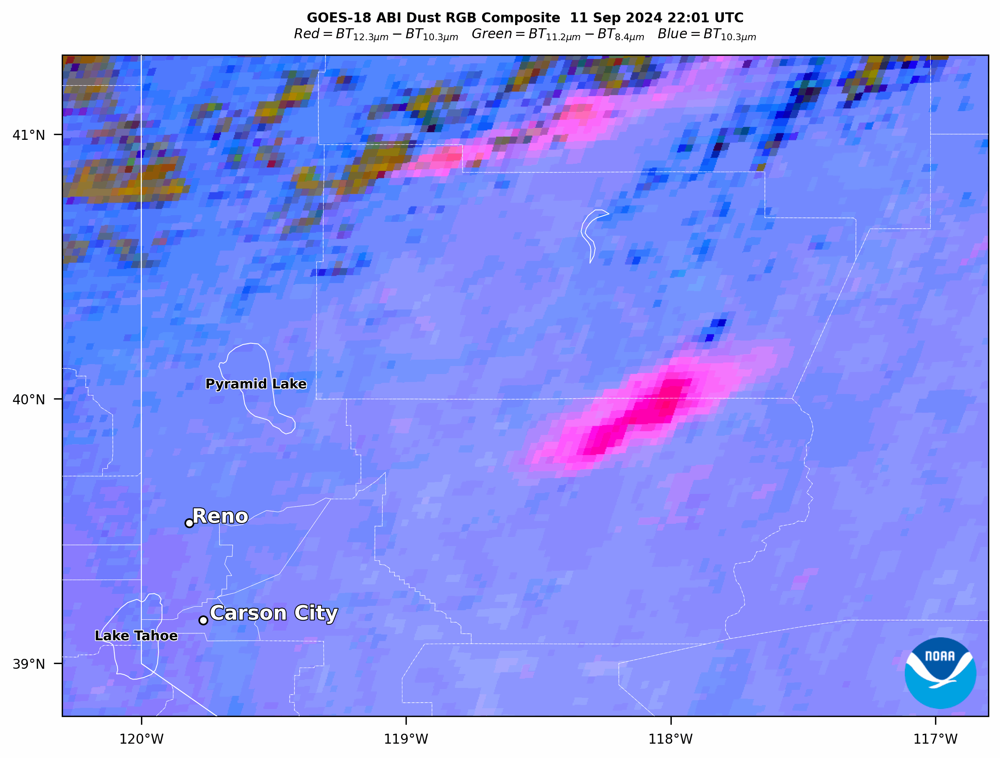 GOES-18 ABI Dust RGB Composite  11 Sep 2024 22:01 UTC
Red = BT12.3μm − BT10.3μm   Green = BT11.2μm − BT8.4μm   Blue = BT10.3μm
41°N
Pyramid Lake
40°N
Reno
Carson City
Lake Tahoe
NOAA
39°N
120°W 119°W 118°W 117°W